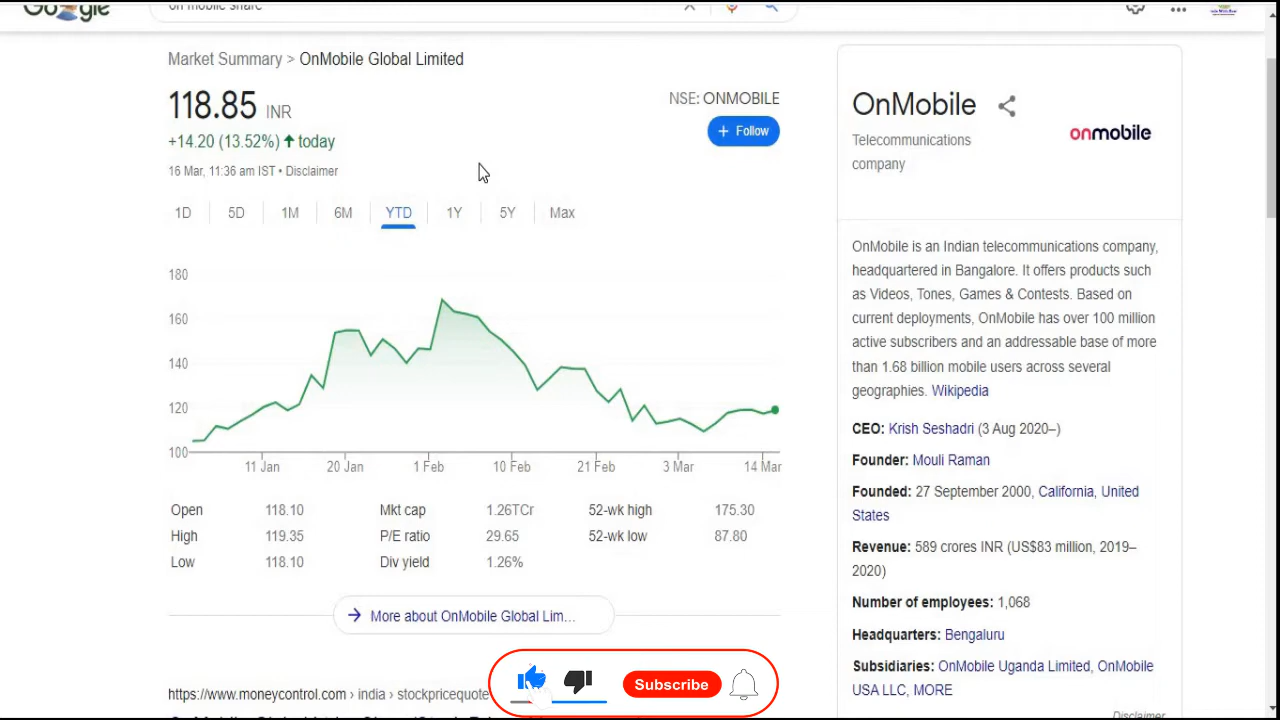 Google
on mobile share
Market Summary > OnMobile Global Limited
118.85 INR
+14.20 (13.52%) ↑ today
16 Mar, 11:36 am IST • Disclaimer
NSE: ONMOBILE
+ Follow
1D 5D 1M 6M YTD 1Y 5Y Max
180
160
140
120
100
11 Jan 20 Jan 1 Feb 10 Feb 21 Feb 3 Mar 14 Mar
Open 118.10 Mkt cap 1.26TCr 52-wk high 175.30
High 119.35 P/E ratio 29.65 52-wk low 87.80
Low 118.10 Div yield 1.26%
→ More about OnMobile Global Lim...
https://www.moneycontrol.com › india › stockpricequote
OnMobile
Telecommunications
company
onmobile
OnMobile is an Indian telecommunications company,
headquartered in Bangalore. It offers products such
as Videos, Tones, Games & Contests. Based on
current deployments, OnMobile has over 100 million
active subscribers and an addressable base of more
than 1.68 billion mobile users across several
geographies. Wikipedia
CEO: Krish Seshadri (3 Aug 2020–)
Founder: Mouli Raman
Founded: 27 September 2000, California, United
States
Revenue: 589 crores INR (US$83 million, 2019–
2020)
Number of employees: 1,068
Headquarters: Bengaluru
Subsidiaries: OnMobile Uganda Limited, OnMobile
USA LLC, MORE
Disclaimer
Subscribe